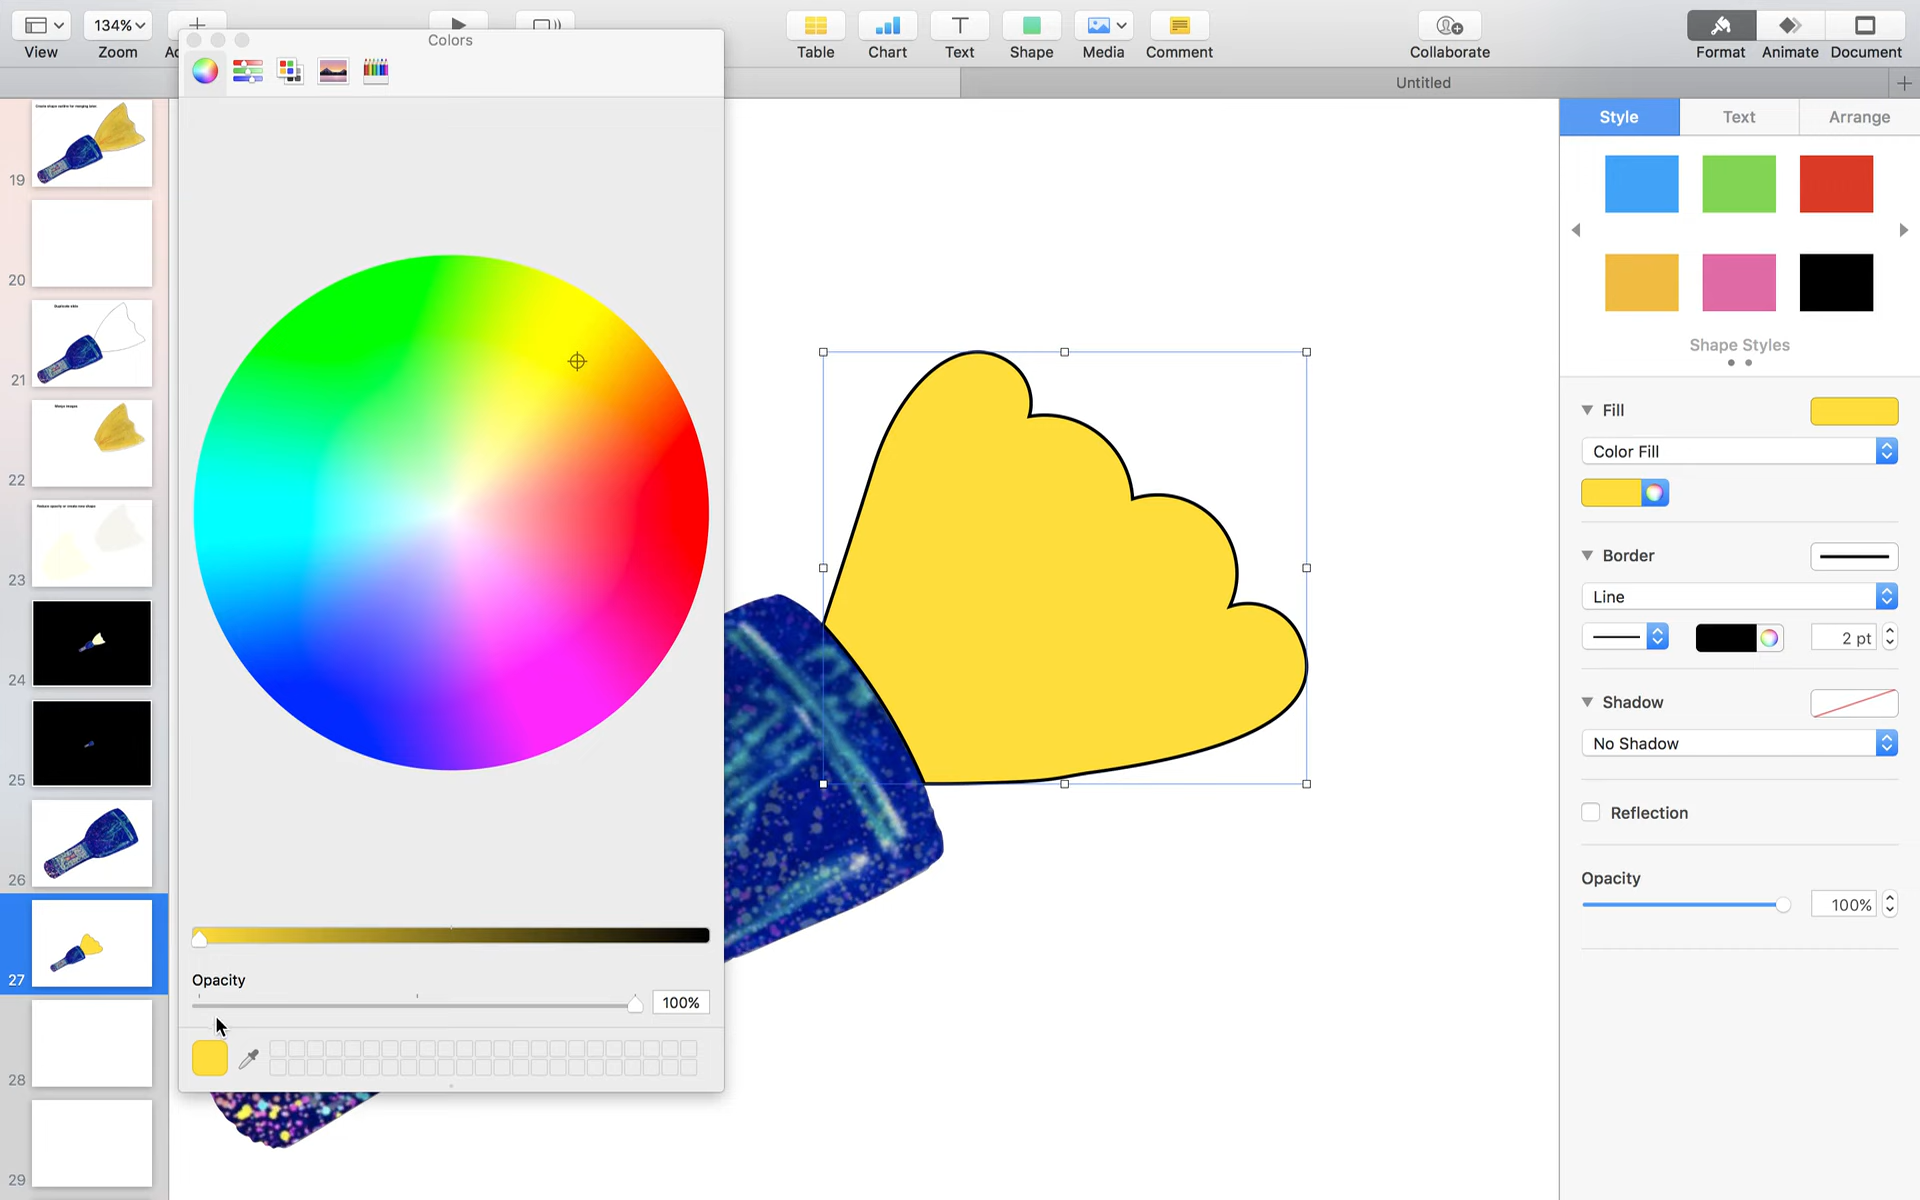 134%
View
Zoom
Colors
Table
Chart
Text
Shape
Media
Comment
Collaborate
Format
Animate
Document
Untitled
Style
Text
Arrange
Shape Styles
Fill
Color Fill
Border
Line
2 pt
Shadow
No Shadow
Reflection
Opacity
100%
Opacity
100%
19
20
Duplicate slide
21
22
23
24
25
26
27
28
29